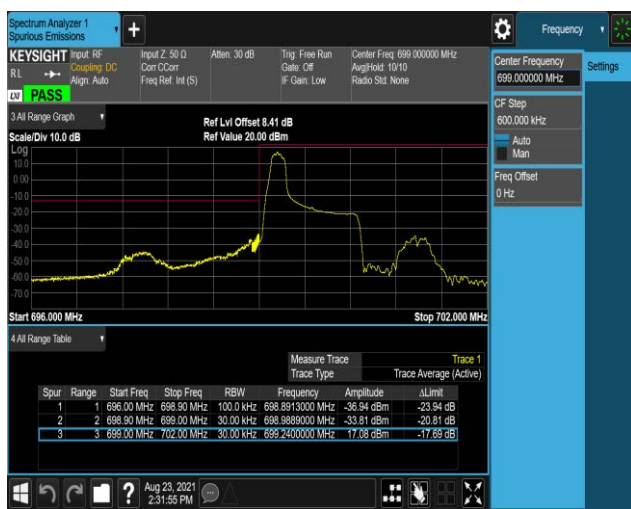 Spectrum Analyzer 1
Spurious Emissions
+
Frequency
KEYSIGHT
RL
LXI PASS
Input: RF
Coupling: DC
Align: Auto
Input Z: 50 Ω
Corr CCorr
Freq Ref: Int (S)
Atten: 30 dB
Trig: Free Run
Gate: Off
IF Gain: Low
Center Freq: 699.000000 MHz
Avg|Hold: 10/10
Radio Std: None
Center Frequency
699.000000 MHz
Settings
CF Step
600.000 kHz
Auto
Man
Freq Offset
0 Hz
3 All Range Graph
Scale/Div 10.0 dB
Ref Lvl Offset 8.41 dB
Ref Value 20.00 dBm
Log
10.0
0.00
-10.0
-20.0
-30.0
-40.0
-50.0
-60.0
-70.0
Start 696.000 MHz
Stop 702.000 MHz
4 All Range Table
Measure Trace Trace 1
Trace Type Trace Average (Active)
Spur Range Start Freq Stop Freq RBW Frequency Amplitude ΔLimit
1 1 696.00 MHz 698.90 MHz 100.0 kHz 698.8913000 MHz -36.94 dBm -23.94 dB
2 2 698.90 MHz 699.00 MHz 30.00 kHz 698.9889000 MHz -33.81 dBm -20.81 dB
3 3 699.00 MHz 702.00 MHz 30.00 kHz 699.2400000 MHz 17.08 dBm -17.69 dB
?
Aug 23, 2021
2:31:55 PM